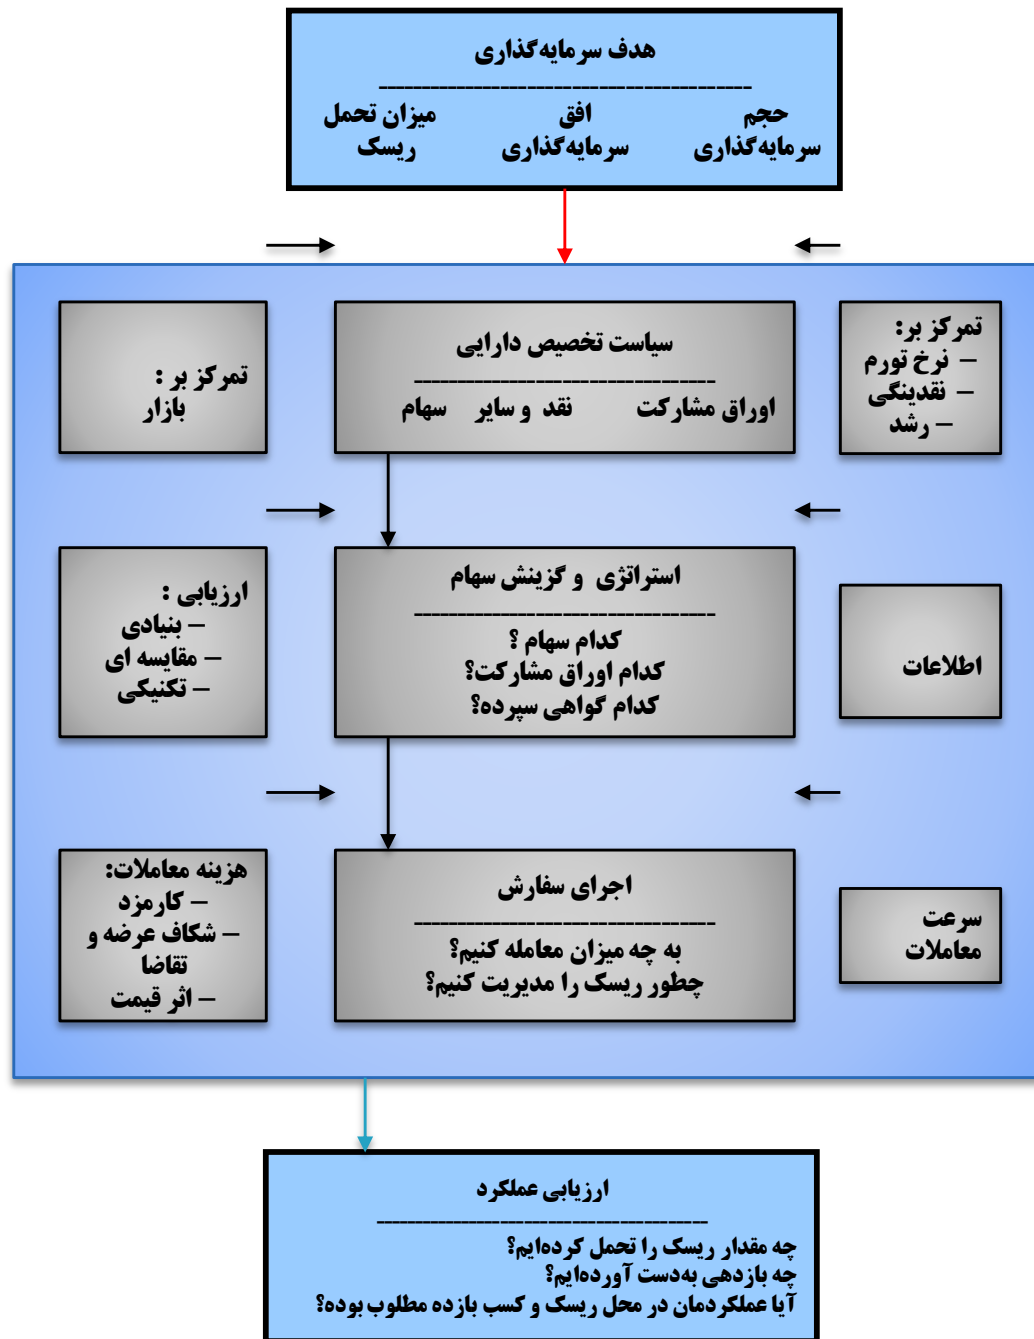 هدف سرمایه‌گذاری
حجم افق میزان تحمل
سرمایه‌گذاری سرمایه‌گذاری ریسک
تمرکز بر:
– نرخ تورم
– نقدینگی
– رشد
سیاست تخصیص دارایی
اوراق مشارکت نقد و سایر سهام
تمرکز بر :
بازار
اطلاعات
استراتژی و گزینش سهام
کدام سهام ؟
کدام اوراق مشارکت؟
کدام گواهی سپرده؟
ارزیابی :
– بنیادی
– مقایسه ای
– تکنیکی
سرعت
معاملات
اجرای سفارش
به چه میزان معامله کنیم؟
چطور ریسک را مدیریت کنیم؟
هزینه معاملات:
– کارمزد
– شکاف عرضه و
تقاضا
– اثر قیمت
ارزیابی عملکرد
چه مقدار ریسک را تحمل کرده‌ایم؟
چه بازدهی به‌دست آورده‌ایم؟
آیا عملکردمان در محل ریسک و کسب بازده مطلوب بوده؟